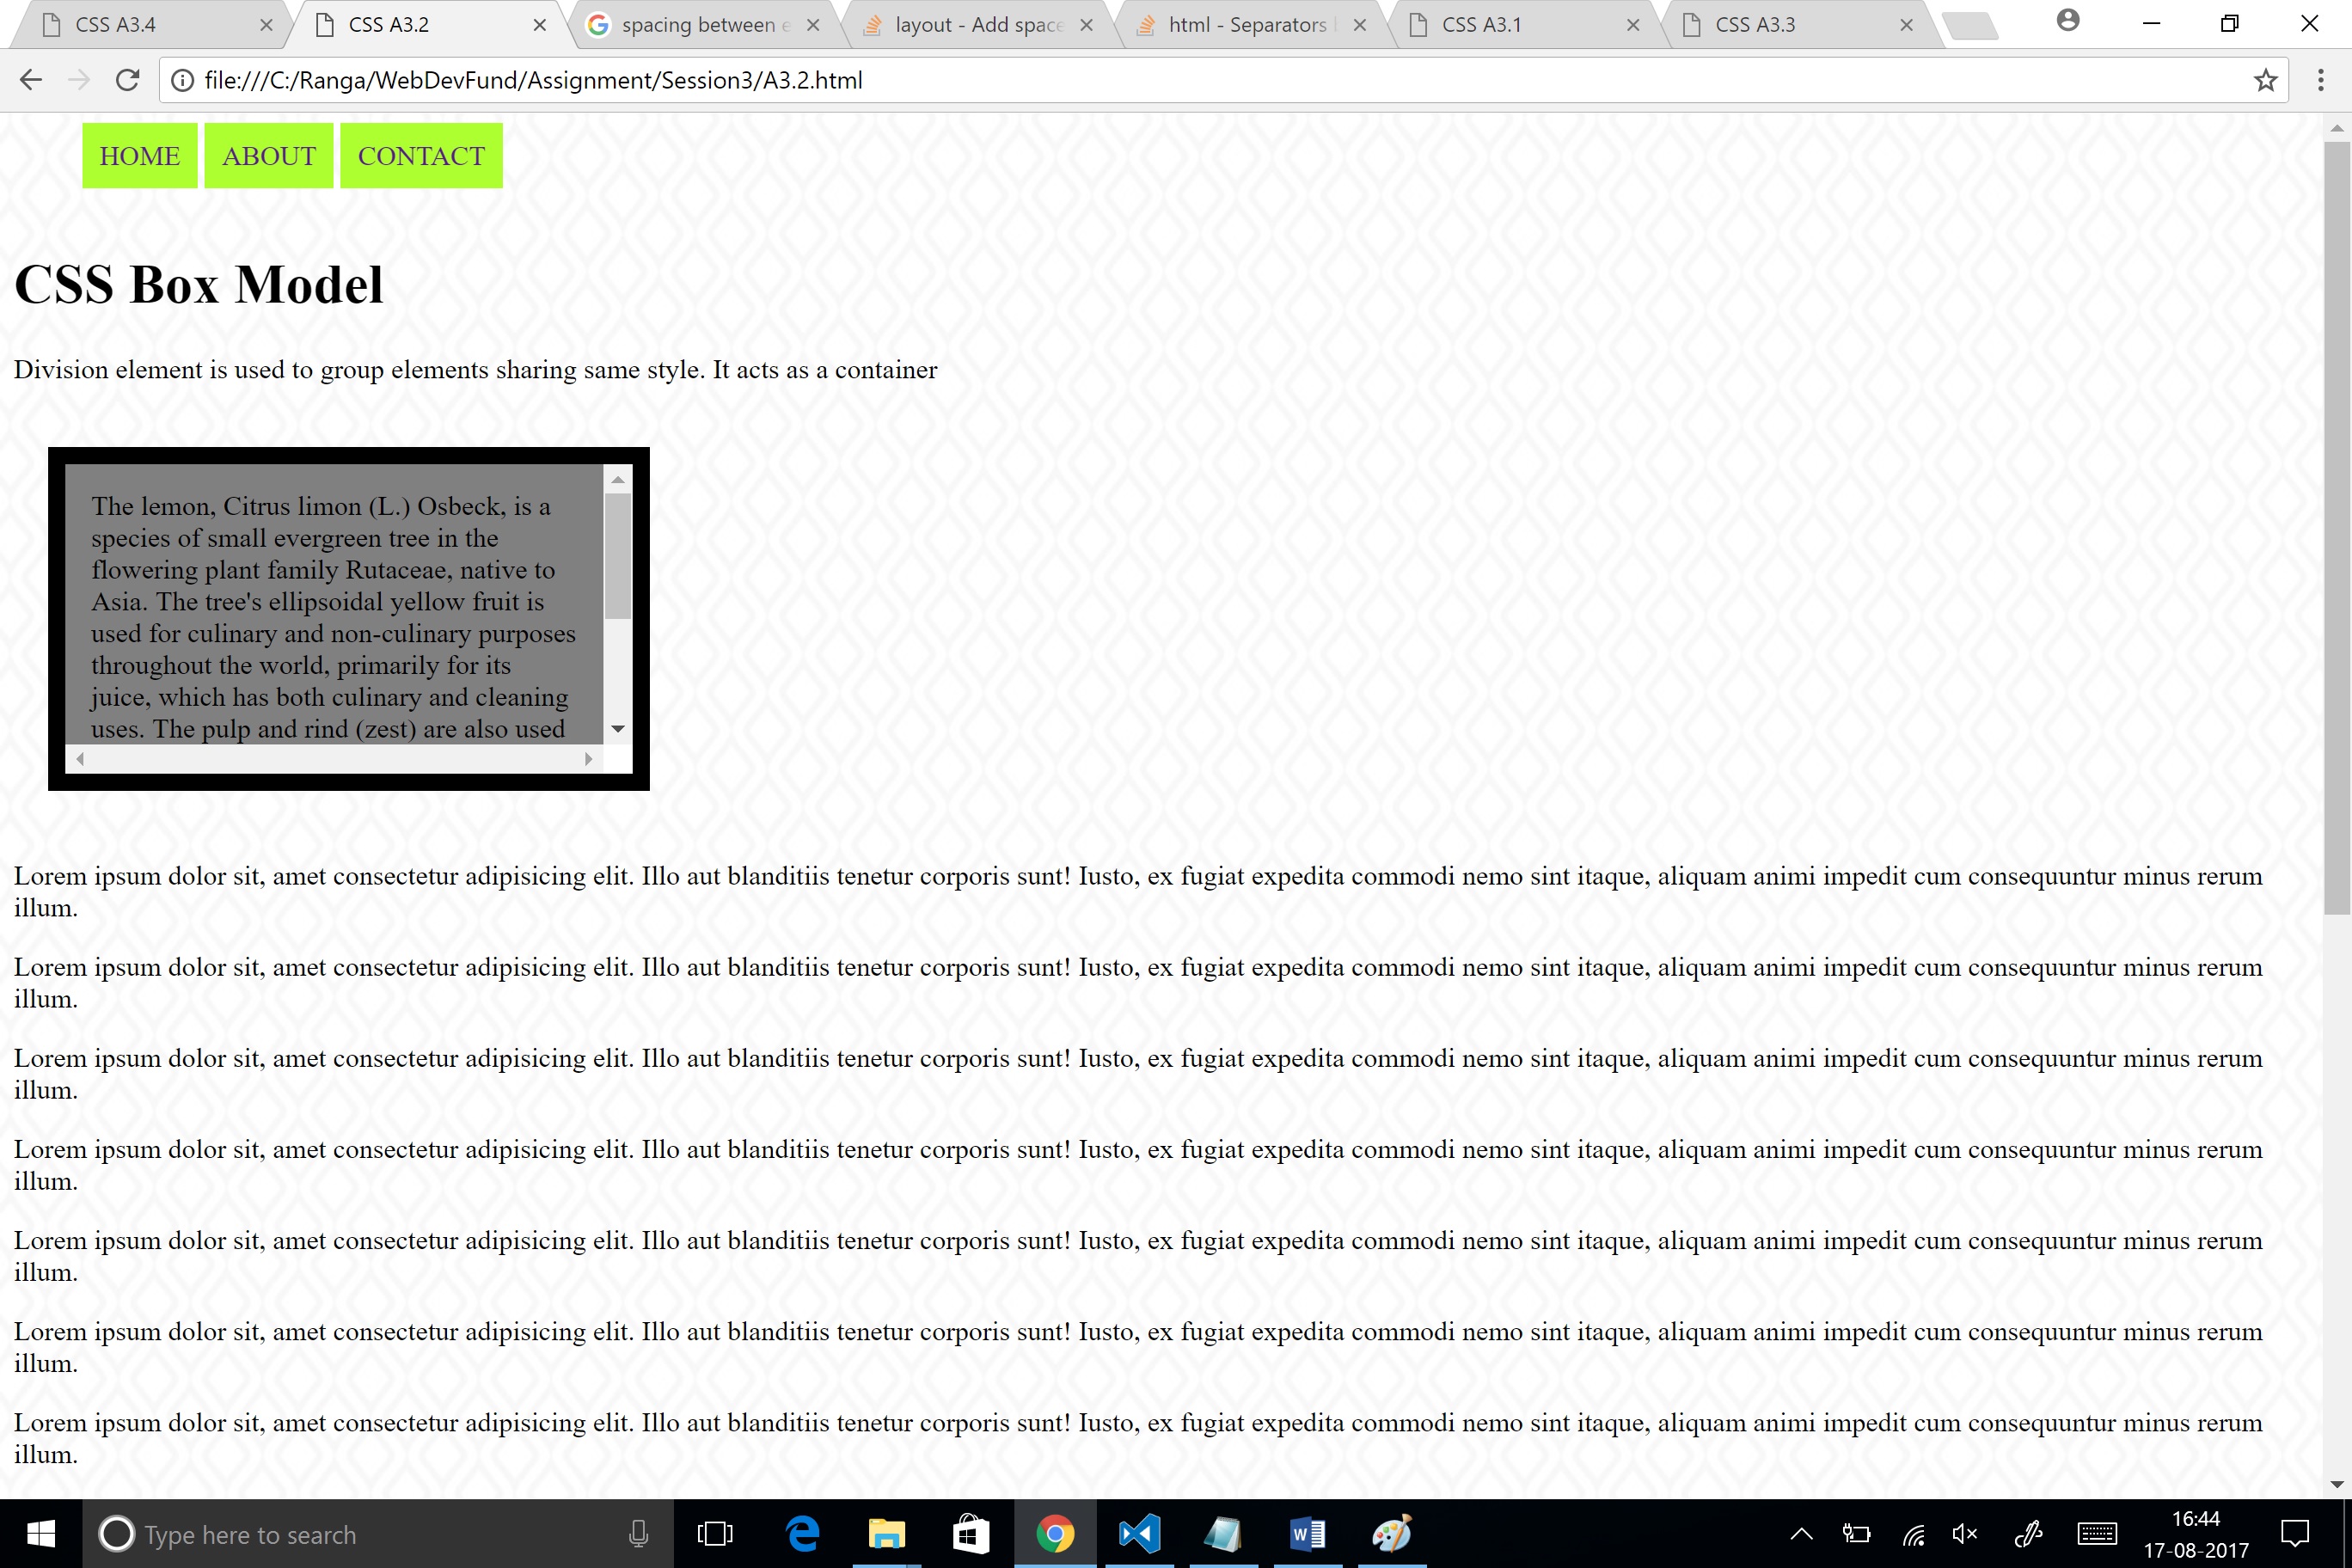 CSS A3.4
CSS A3.2
spacing between e
layout - Add space
html - Separators
CSS A3.1
CSS A3.3
file:///C:/Ranga/WebDevFund/Assignment/Session3/A3.2.html
HOME ABOUT CONTACT
CSS Box Model
Division element is used to group elements sharing same style. It acts as a container
The lemon, Citrus limon (L.) Osbeck, is a
species of small evergreen tree in the
flowering plant family Rutaceae, native to
Asia. The tree's ellipsoidal yellow fruit is
used for culinary and non-culinary purposes
throughout the world, primarily for its
juice, which has both culinary and cleaning
uses. The pulp and rind (zest) are also used
Lorem ipsum dolor sit, amet consectetur adipisicing elit. Illo aut blanditiis tenetur corporis sunt! Iusto, ex fugiat expedita commodi nemo sint itaque, aliquam animi impedit cum consequuntur minus rerum
illum.
Lorem ipsum dolor sit, amet consectetur adipisicing elit. Illo aut blanditiis tenetur corporis sunt! Iusto, ex fugiat expedita commodi nemo sint itaque, aliquam animi impedit cum consequuntur minus rerum
illum.
Lorem ipsum dolor sit, amet consectetur adipisicing elit. Illo aut blanditiis tenetur corporis sunt! Iusto, ex fugiat expedita commodi nemo sint itaque, aliquam animi impedit cum consequuntur minus rerum
illum.
Lorem ipsum dolor sit, amet consectetur adipisicing elit. Illo aut blanditiis tenetur corporis sunt! Iusto, ex fugiat expedita commodi nemo sint itaque, aliquam animi impedit cum consequuntur minus rerum
illum.
Lorem ipsum dolor sit, amet consectetur adipisicing elit. Illo aut blanditiis tenetur corporis sunt! Iusto, ex fugiat expedita commodi nemo sint itaque, aliquam animi impedit cum consequuntur minus rerum
illum.
Lorem ipsum dolor sit, amet consectetur adipisicing elit. Illo aut blanditiis tenetur corporis sunt! Iusto, ex fugiat expedita commodi nemo sint itaque, aliquam animi impedit cum consequuntur minus rerum
illum.
Lorem ipsum dolor sit, amet consectetur adipisicing elit. Illo aut blanditiis tenetur corporis sunt! Iusto, ex fugiat expedita commodi nemo sint itaque, aliquam animi impedit cum consequuntur minus rerum
illum.
Type here to search
16:44
17-08-2017